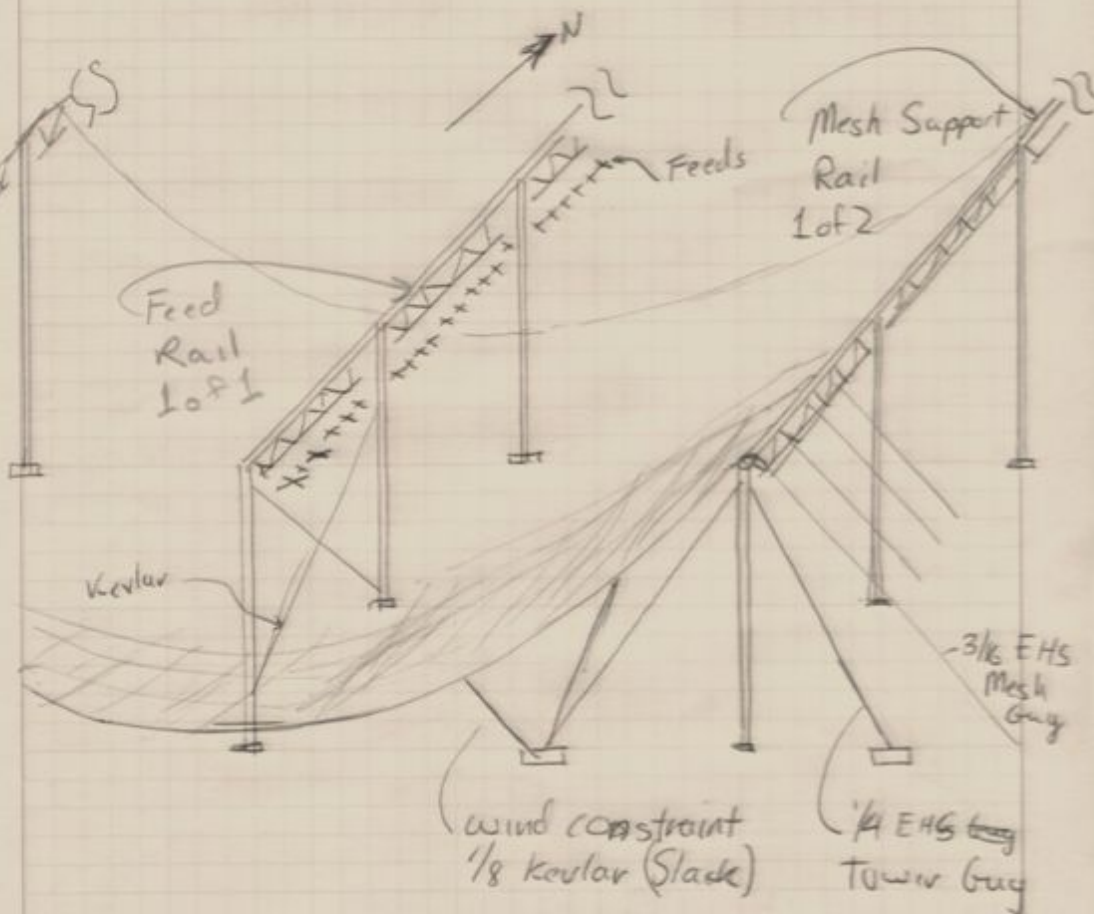 N
Mesh Support
Rail
1 of 2
Feeds
Feed
Rail
1 of 1
Kevlar
3/16 EHS
Mesh
Guy
wind constraint
1/8 Kevlar (Slack)
1/4 EHS Guy
Tower Guy